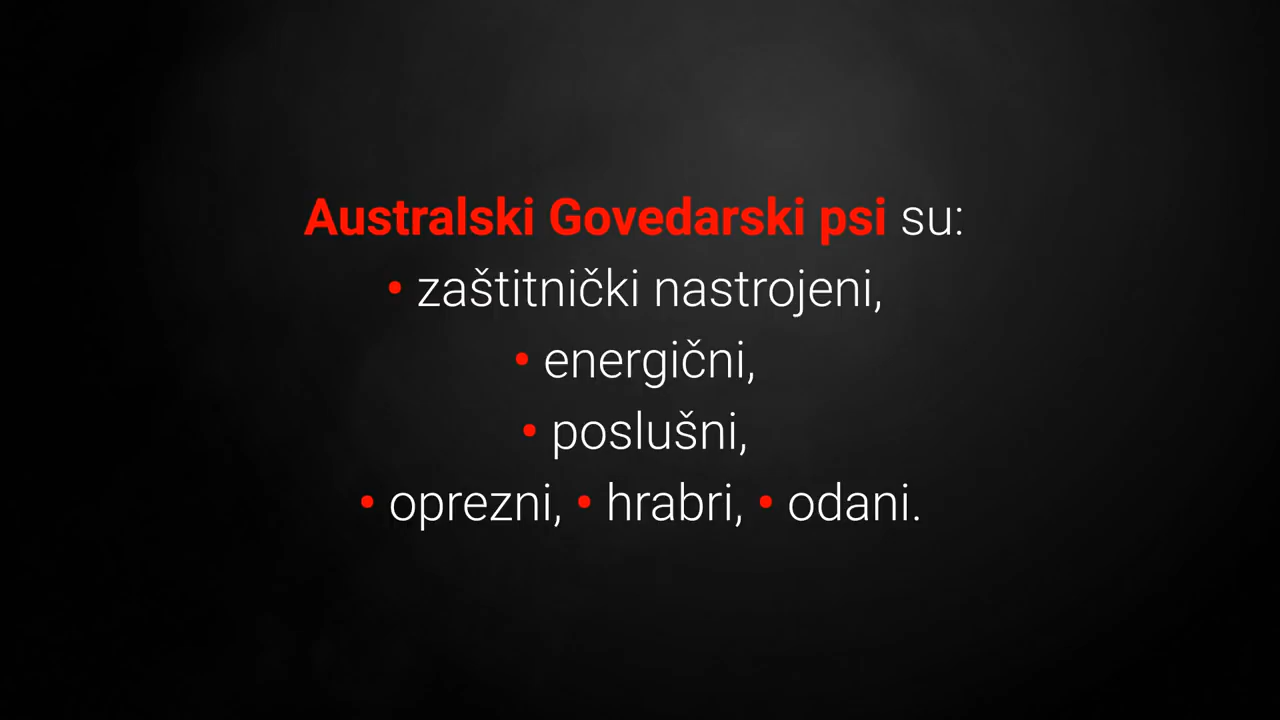 Australski Govedarski psi su:
• zaštitnički nastrojeni,
• energični,
• poslušni,
• oprezni, • hrabri, • odani.